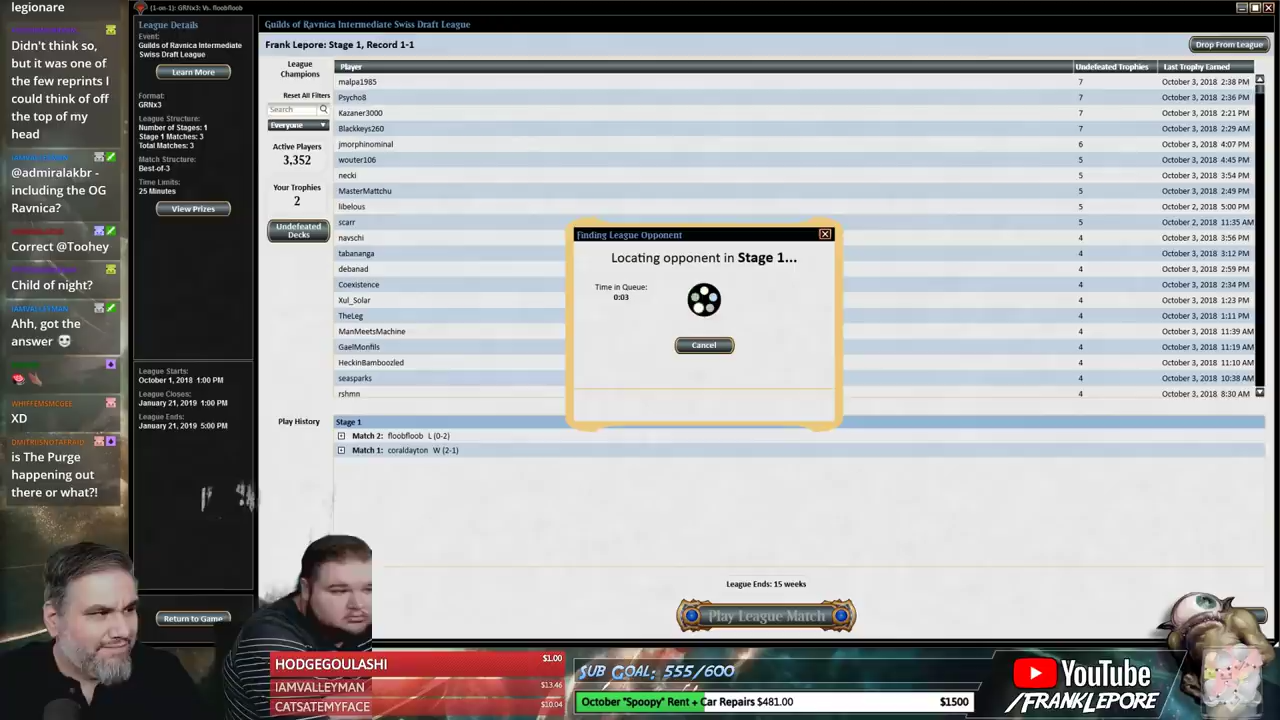 legionare
Didn't think so,
but it was one of
the few reprints I
could think of off
the top of my
head
IAMVALLEYMAN
@admiralakbr -
including the OG
Ravnica?
Correct @Toohey
Child of night?
IAMVALLEYMAN
Ahh, got the
answer
WHIFFEMSMCGEE
XD
DMITRIISNOTAFRAID
is The Purge
happening out
there or what?!
(1-on-1): GRNx3: Vs. floobfloob
League Details
Event:
Guilds of Ravnica Intermediate
Swiss Draft League
Learn More
Format:
GRNx3
League Structure:
Number of Stages: 1
Stage 1 Matches: 3
Total Matches: 3
Match Structure:
Best-of-3
Time Limits:
25 Minutes
View Prizes
League Starts:
October 1, 2018 1:00 PM
League Closes:
January 21, 2019 1:00 PM
League Ends:
January 21, 2019 5:00 PM
Return to Game
Guilds of Ravnica Intermediate Swiss Draft League
Frank Lepore: Stage 1, Record 1-1
Drop From League
League
Champions
Reset All Filters
Search
Everyone
Active Players
3,352
Your Trophies
2
Undefeated
Decks
Player Undefeated Trophies Last Trophy Earned
malpa1985 7 October 3, 2018 2:38 PM
Psycho8 7 October 3, 2018 2:36 PM
Kazaner3000 7 October 3, 2018 2:21 PM
Blackkeys260 7 October 3, 2018 2:29 AM
jmorphinominal 6 October 3, 2018 4:07 PM
wouter106 5 October 3, 2018 4:45 PM
necki 5 October 3, 2018 3:54 PM
MasterMattchu 5 October 3, 2018 2:49 PM
libelous 5 October 2, 2018 5:00 PM
scarr 5 October 2, 2018 11:35 AM
navschi 4 October 3, 2018 3:56 PM
tabananga 4 October 3, 2018 3:12 PM
debanad 4 October 3, 2018 2:59 PM
Coexistence 4 October 3, 2018 2:32 PM
Xul_Solar 4 October 3, 2018 1:23 PM
TheLeg 4 October 3, 2018 1:11 PM
ManMeetsMachine 4 October 3, 2018 11:39 AM
GaelMonfils 4 October 3, 2018 11:19 AM
HeckinBamboozled 4 October 3, 2018 11:10 AM
seasparks 4 October 3, 2018 10:38 AM
rshmn 4 October 3, 2018 8:30 AM
Finding League Opponent
Locating opponent in Stage 1...
Time in Queue:
0:03
Cancel
Play History
Stage 1
Match 2: floobfloob L (0-2)
Match 1: coraldayton W (2-1)
League Ends: 15 weeks
Play League Match
HODGEGOULASHI $1.00
IAMVALLEYMAN $13.46
CATSATEMYFACE $10.04
SUB GOAL: 555/600
October "Spoopy" Rent + Car Repairs $481.00 $1500
YouTube
/FRANKLEPORE